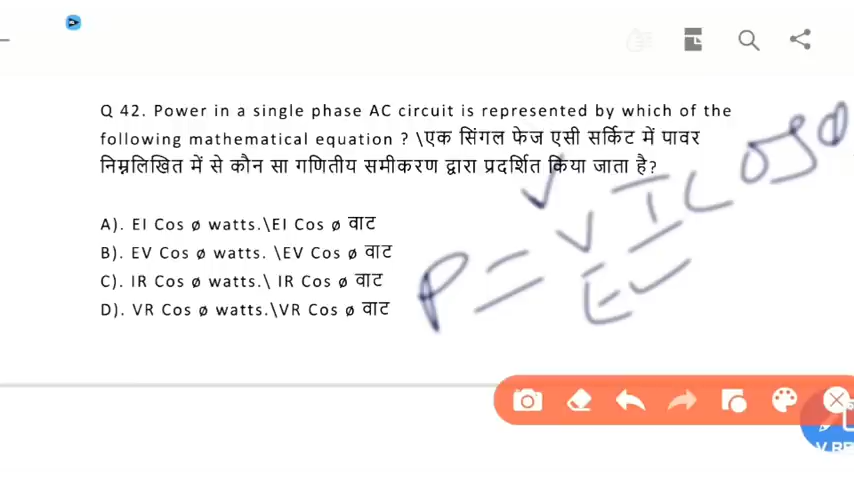 Q 42. Power in a single phase AC circuit is represented by which of the
following mathematical equation ? \एक सिंगल फेज एसी सर्किट में पावर
निम्नलिखित में से कौन सा गणितीय समीकरण द्वारा प्रदर्शित किया जाता है?
A). EI Cos ø watts.\EI Cos ø वाट
B). EV Cos ø watts. \EV Cos ø वाट
C). IR Cos ø watts.\ IR Cos ø वाट
D). VR Cos ø watts.\VR Cos ø वाट
P = VI Cosø
E